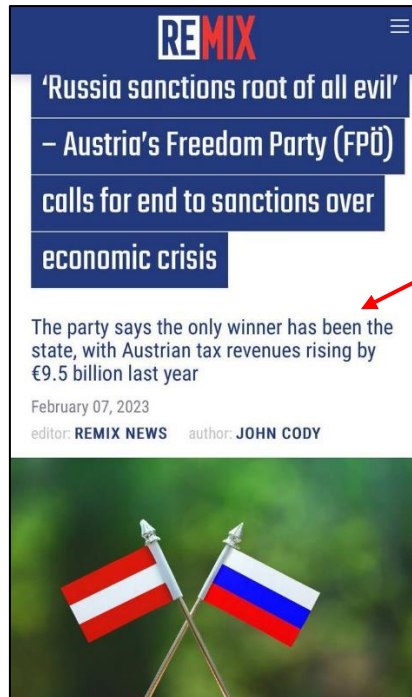 REMIX
‘Russia sanctions root of all evil’
– Austria’s Freedom Party (FPÖ)
calls for end to sanctions over
economic crisis
The party says the only winner has been the
state, with Austrian tax revenues rising by
€9.5 billion last year
February 07, 2023
editor: REMIX NEWS author: JOHN CODY